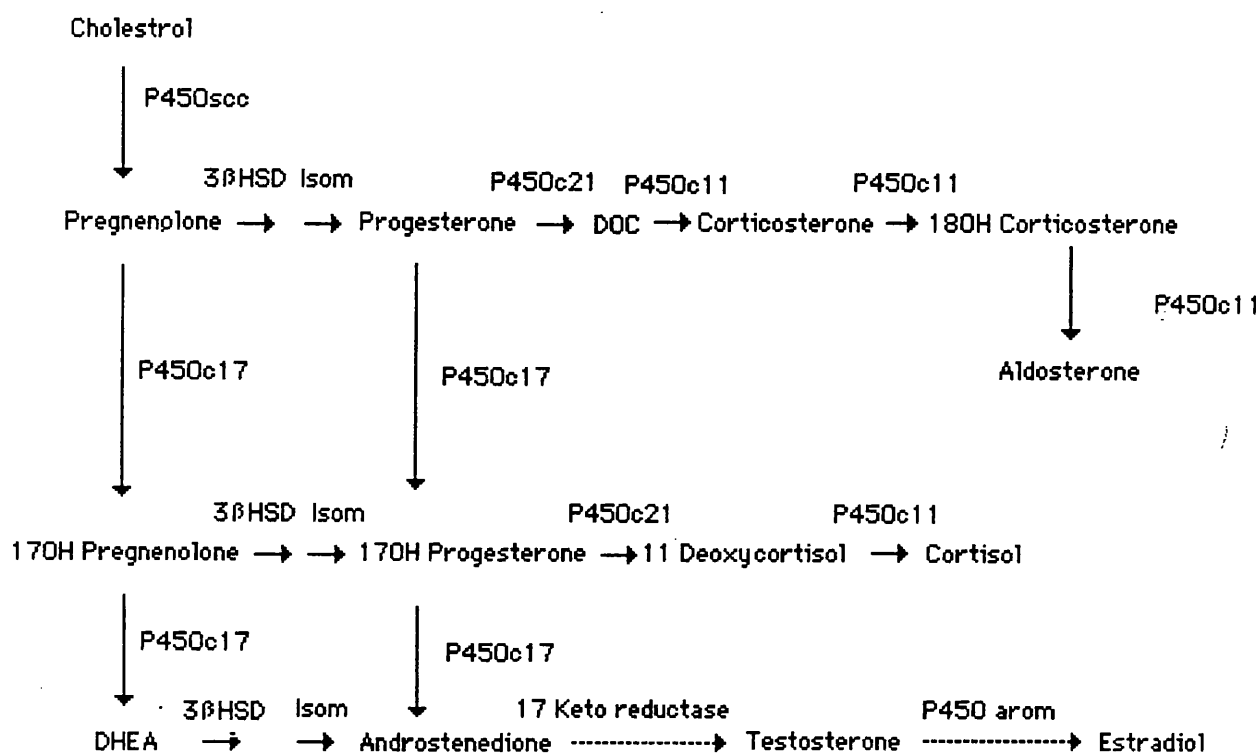 Cholestrol
P450scc
3βHSD Isom P450c21 P450c11 P450c11
Pregnenolone Progesterone DOC Corticosterone 18OH Corticosterone
P450c11
P450c17 P450c17 Aldosterone
3βHSD Isom P450c21 P450c11
17OH Pregnenolone 17OH Progesterone 11 Deoxycortisol Cortisol
P450c17 P450c17
3βHSD Isom 17 Keto reductase P450 arom
DHEA Androstenedione Testosterone Estradiol